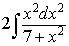 2∫ x²dx² / 7 + x²